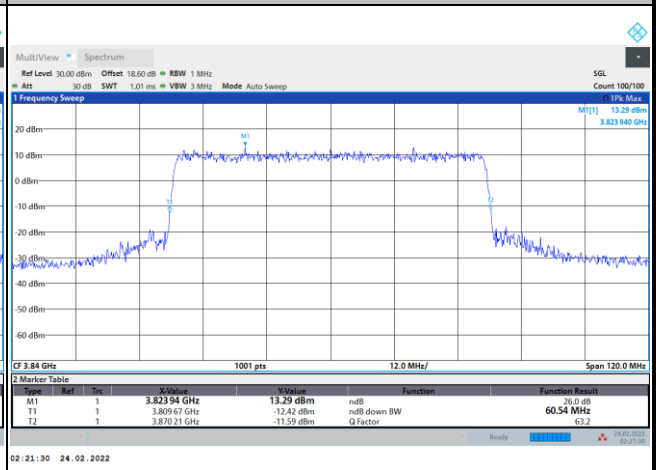 MultiView Spectrum
Ref Level 30.00 dBm Offset 18.60 dB RBW 1 MHz SGL
Att 30 dB SWT 1.01 ms VBW 3 MHz Mode Auto Sweep Count 100/100
1 Frequency Sweep 1Pk Max
M1[1] 13.29 dBm
3.823 940 GHz
20 dBm
M1
10 dBm
0 dBm
T1 T2
-10 dBm
-20 dBm
-30 dBm
-40 dBm
-50 dBm
-60 dBm
CF 3.84 GHz 1001 pts 12.0 MHz/ Span 120.0 MHz
2 Marker Table
Type Ref Trc X-Value Y-Value Function Function Result
M1 1 3.823 94 GHz 13.29 dBm ndB 26.0 dB
T1 1 3.809 67 GHz -12.42 dBm ndB down BW 60.54 MHz
T2 1 3.870 21 GHz -11.59 dBm Q Factor 63.2
Ready 24.02.2022
02:21:30
02:21:30 24.02.2022